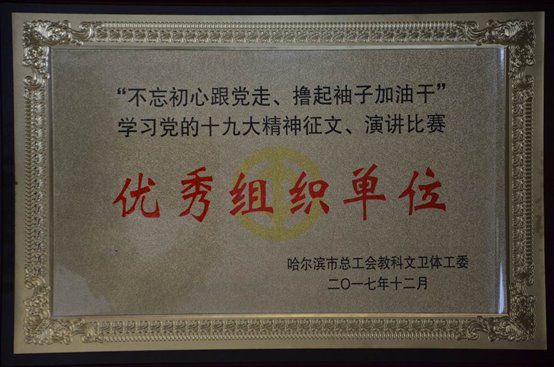 “不忘初心跟党走、撸起袖子加油干”
学习党的十九大精神征文、演讲比赛
优秀组织单位
哈尔滨市总工会教科文卫体工委
二〇一七年十二月